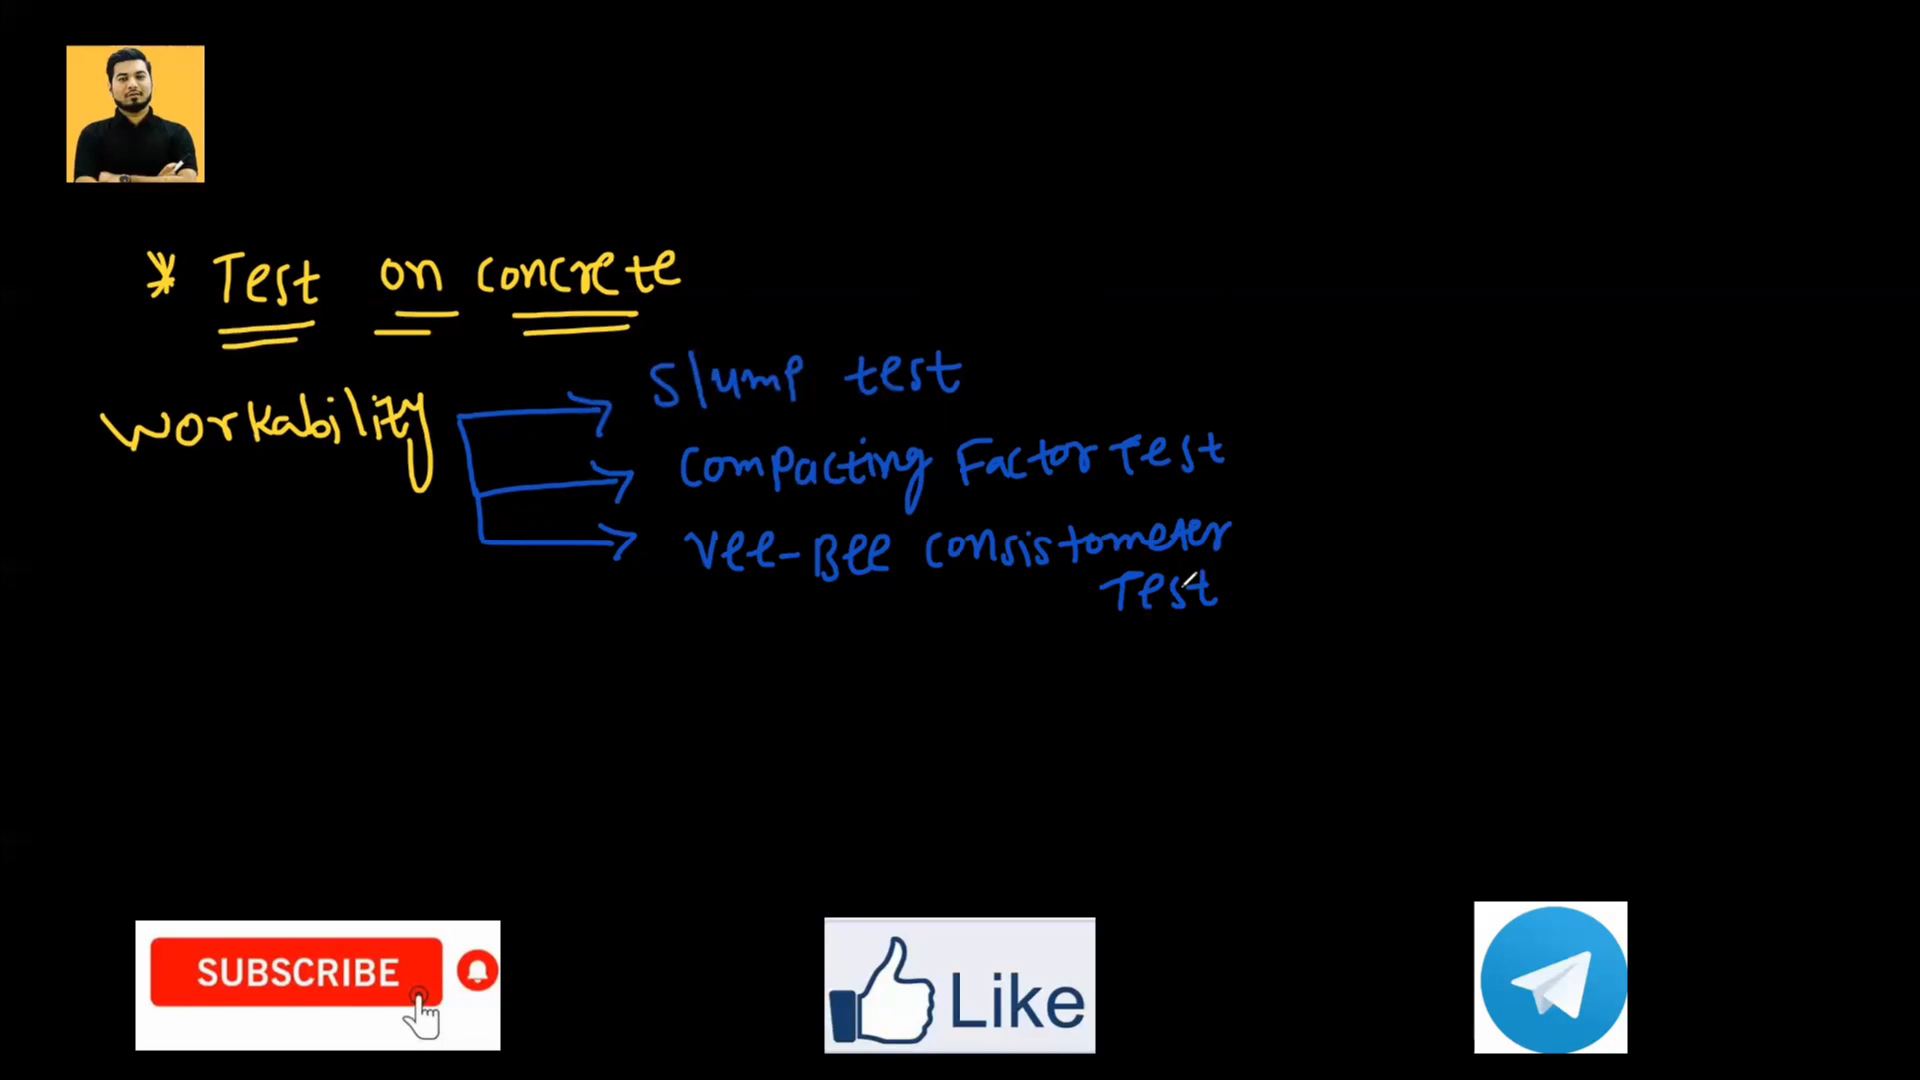 * Test on concrete
Slump test
Workability
Compacting Factor Test
Vee-Bee Consistometer
Test
SUBSCRIBE
Like